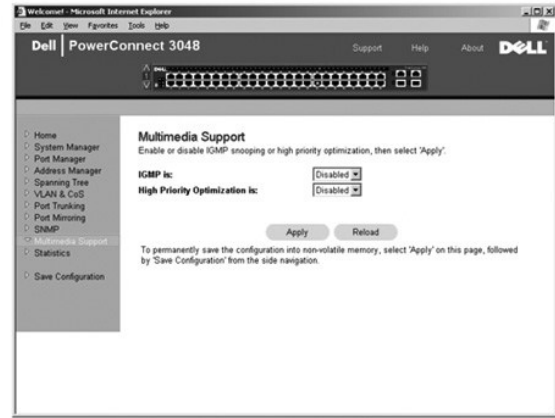 Welcome! - Microsoft Internet Explorer
File Edit View Favorites Tools Help
Dell | PowerConnect 3048
Support Help About DELL
Home
System Manager
Port Manager
Address Manager
Spanning Tree
VLAN & CoS
Port Trunking
Port Mirroring
SNMP
Multimedia Support
Statistics
Save Configuration
Multimedia Support
Enable or disable IGMP snooping or high priority optimization, then select 'Apply'.
IGMP is: Disabled
High Priority Optimization is: Disabled
Apply Reload
To permanently save the configuration into non-volatile memory, select 'Apply' on this page, followed
by 'Save Configuration' from the side navigation.